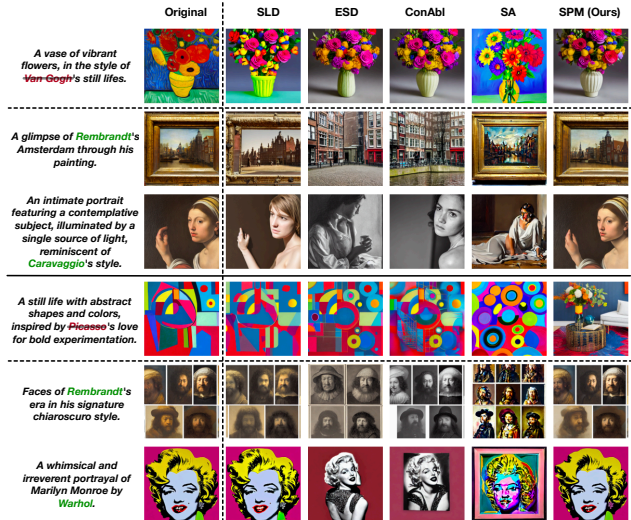 Original SLD ESD ConAbl SA SPM (Ours)
A vase of vibrant
flowers, in the style of
Van Gogh's still lifes.
A glimpse of Rembrandt's
Amsterdam through his
painting.
An intimate portrait
featuring a contemplative
subject, illuminated by a
single source of light,
reminiscent of
Caravaggio's style.
A still life with abstract
shapes and colors,
inspired by Picasso's love
for bold experimentation.
Faces of Rembrandt's
era in his signature
chiaroscuro style.
A whimsical and
irreverent portrayal of
Marilyn Monroe by
Warhol.